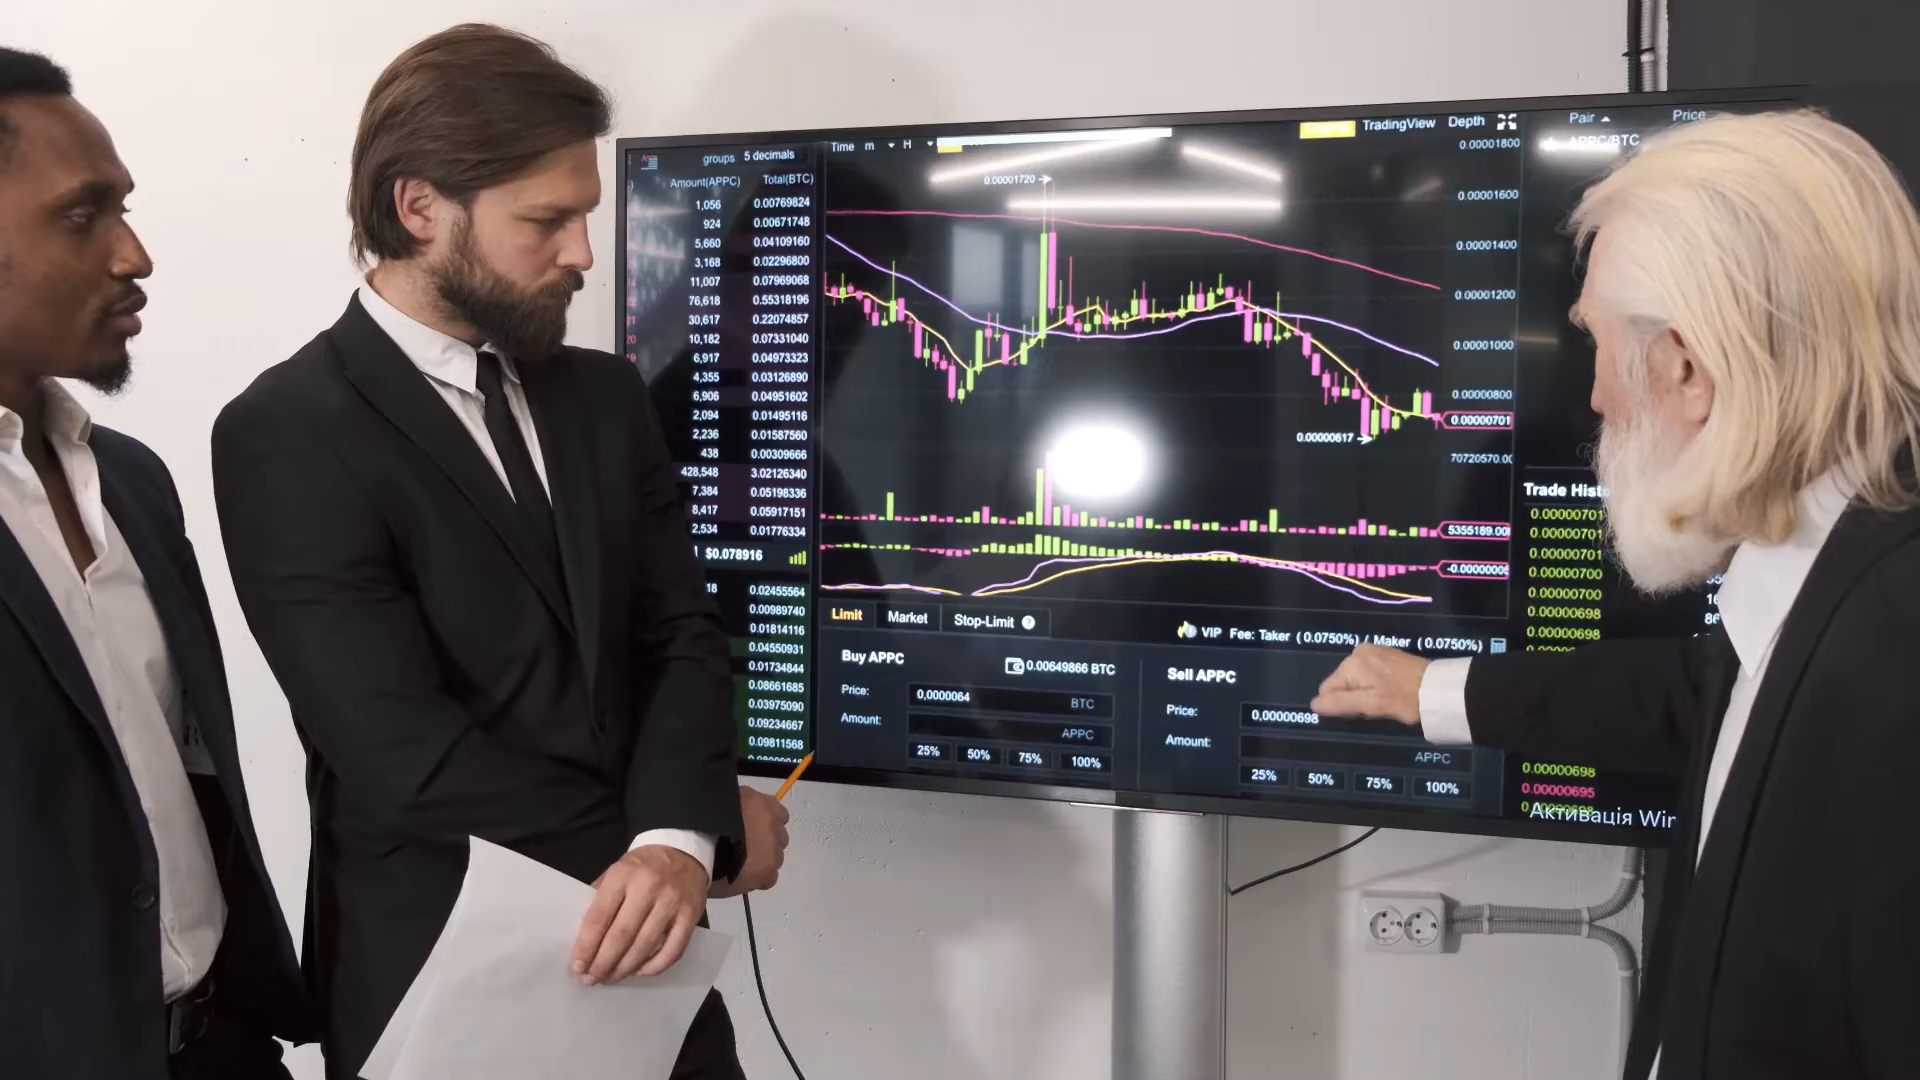 groups 5 decimals
Amount(APPC) Total(BTC)
1,056 0.00769824
924 0.00671748
5,660 0.04109160
3,168 0.02296800
11,007 0.07969068
76,618 0.55318196
30,617 0.22074857
10,182 0.07331040
6,917 0.04973323
4,355 0.03126890
6,906 0.04951602
2,094 0.01495116
2,236 0.01587560
438 0.00309666
428,548 3.02126340
7,384 0.05198336
8,417 0.05917151
2,534 0.01776334
$0.078916
18 0.02455564
0.00989740
0.01814116
0.04550931
0.01734844
0.08661685
0.03975090
0.09234667
0.09811568
Time m H
TradingView Depth
0.00001720
0.00000617
0.00001800
0.00001600
0.00001400
0.00001200
0.00001000
0.00000800
0.00000701
70720570.00
5355189.00
-0.0000000
Limit Market Stop-Limit ?
VIP Fee: Taker (0.0750%) / Maker (0.0750%)
Buy APPC 0.00649866 BTC
Price: 0,0000064 BTC
Amount: APPC
25% 50% 75% 100%
Sell APPC
Price: 0,00000698
Amount: APPC
25% 50% 75% 100%
Pair Price
APPC/BTC
Trade Hist
0.00000701
0.00000701
0.00000701
0.00000700
0.00000700
0.00000698
0.00000698
0.00000698
0.00000695
Активація Win